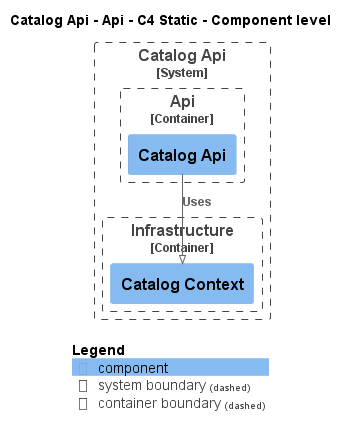 Catalog Api - Api - C4 Static - Component level
Catalog Api
[System]
Api
[Container]
Catalog Api
Uses
Infrastructure
[Container]
Catalog Context
Legend
component
system boundary (dashed)
container boundary (dashed)